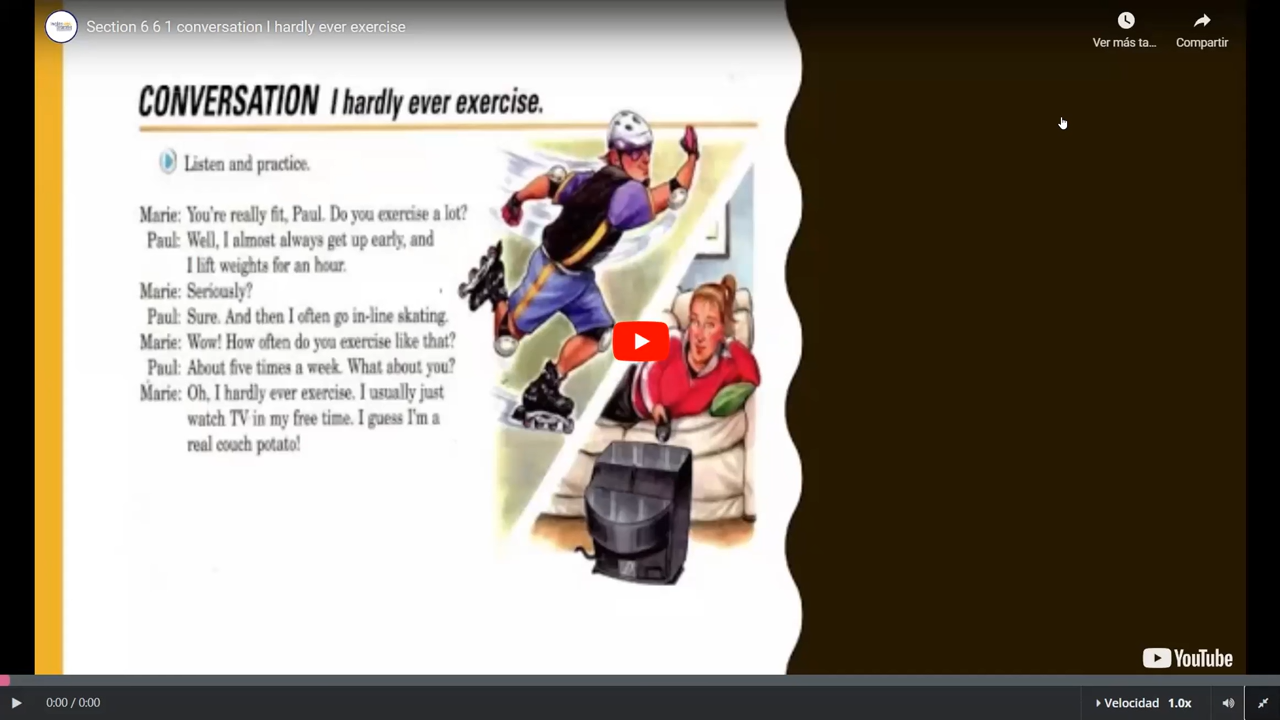 Section 6 6 1 conversation I hardly ever exercise
Ver más ta...
Compartir
CONVERSATION I hardly ever exercise.
Listen and practice.
Marie: You're really fit, Paul. Do you exercise a lot?
Paul: Well, I almost always get up early, and
I lift weights for an hour.
Marie: Seriously?
Paul: Sure. And then I often go in-line skating.
Marie: Wow! How often do you exercise like that?
Paul: About five times a week. What about you?
Marie: Oh, I hardly ever exercise. I usually just
watch TV in my free time. I guess I'm a
real couch potato!
YouTube
0:00 / 0:00
Velocidad 1.0x